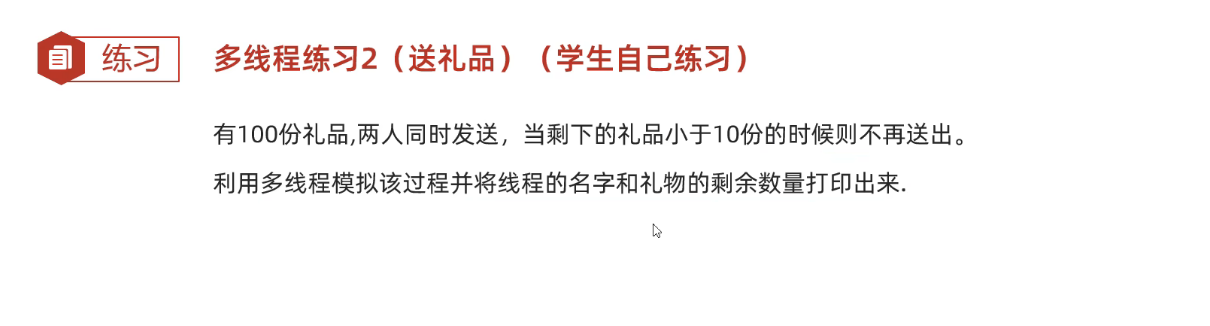 练习
多线程练习2（送礼品）（学生自己练习）
有100份礼品,两人同时发送，当剩下的礼品小于10份的时候则不再送出。
利用多线程模拟该过程并将线程的名字和礼物的剩余数量打印出来.